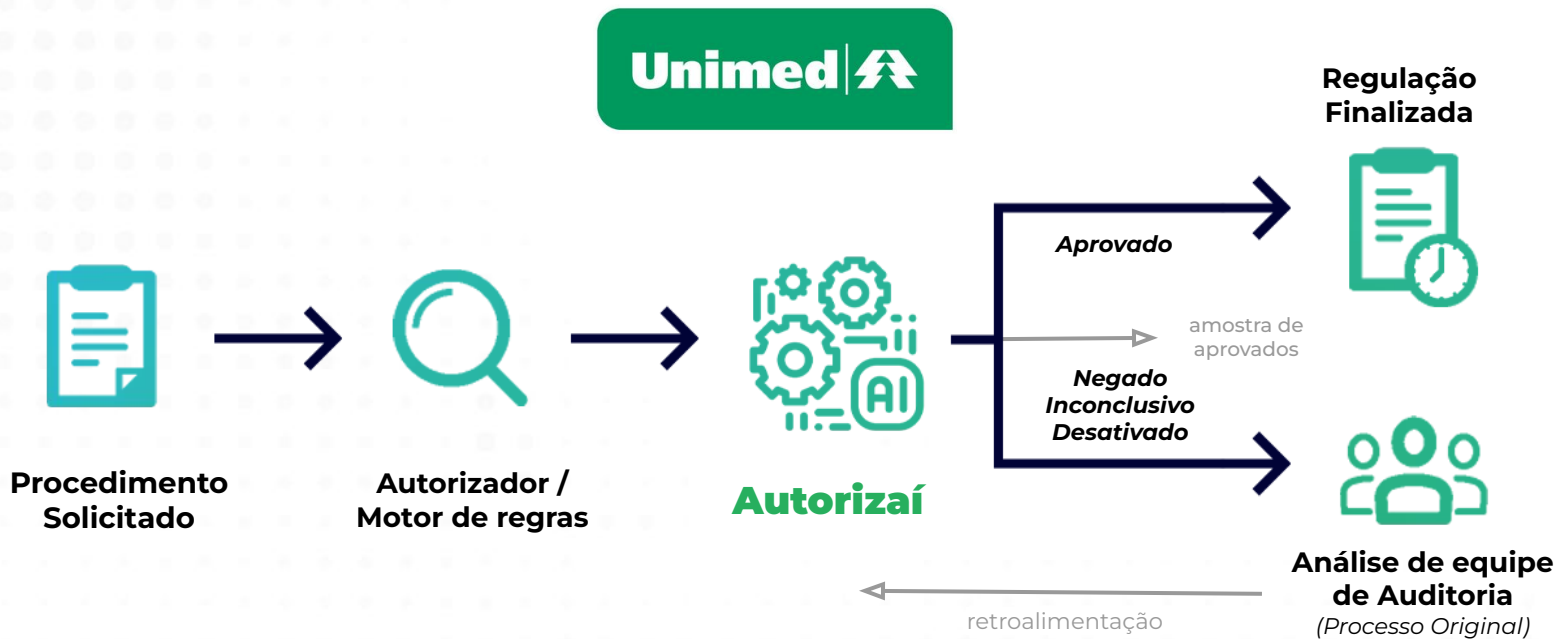 Unimed
Regulação
Finalizada
Aprovado
amostra de
aprovados
Negado
Inconclusivo
Desativado
AI
Procedimento
Solicitado
Autorizador /
Motor de regras
Autorizaí
Análise de equipe
de Auditoria
(Processo Original)
retroalimentação